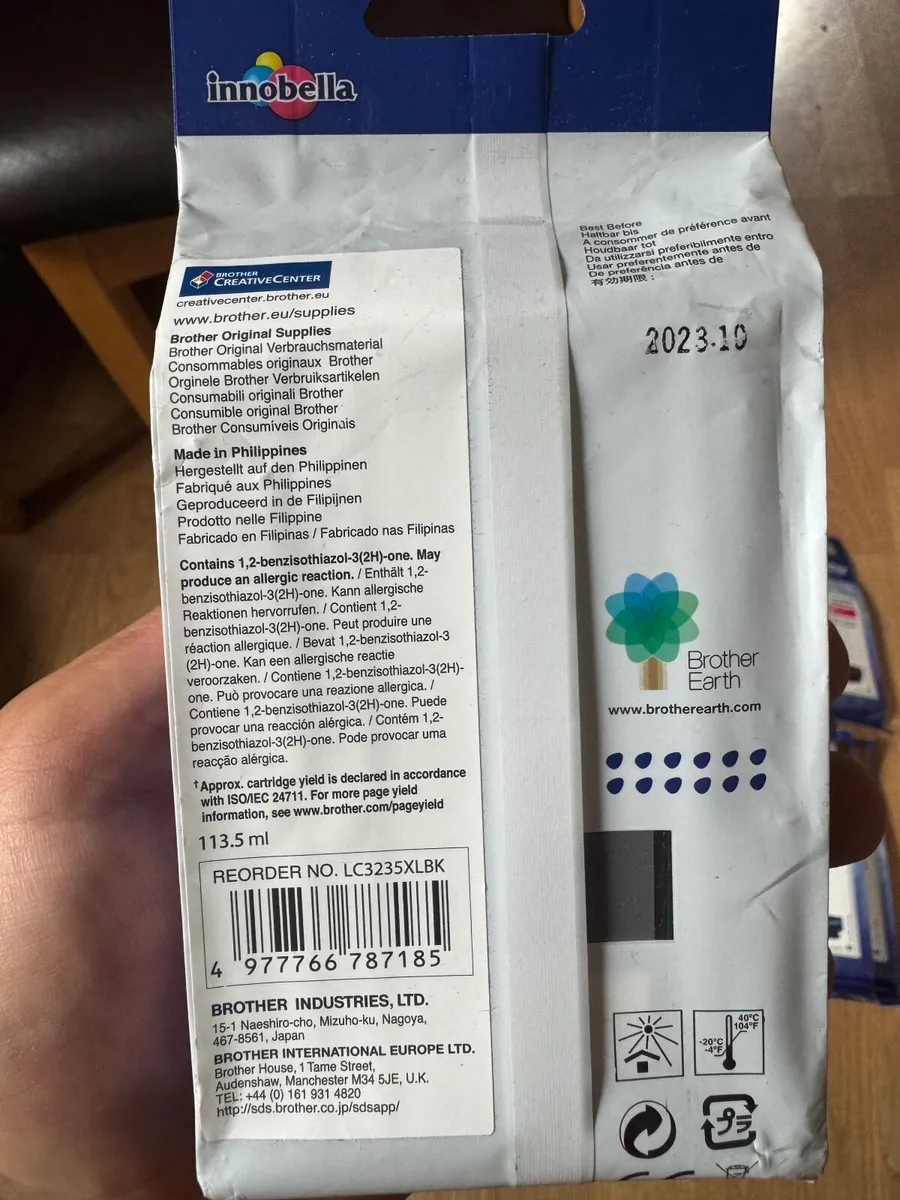 innobella
BROTHER
CREATIVECENTER
creativecenter.brother.eu
www.brother.eu/supplies
Brother Original Supplies
Brother Original Verbrauchsmaterial
Consommables originaux Brother
Orginele Brother Verbruiksartikelen
Consumabili originali Brother
Consumible original Brother
Brother Consumíveis Originais
Made in Philippines
Hergestellt auf den Philippinen
Fabriqué aux Philippines
Geproduceerd in de Filipijnen
Prodotto nelle Filippine
Fabricado en Filipinas / Fabricado nas Filipinas
Contains 1,2-benzisothiazol-3(2H)-one. May
produce an allergic reaction. / Enthält 1,2-
benzisothiazol-3(2H)-one. Kann allergische
Reaktionen hervorrufen. / Contient 1,2-
benzisothiazol-3(2H)-one. Peut produire une
réaction allergique. / Bevat 1,2-benzisothiazol-3
(2H)-one. Kan een allergische reactie
veroorzaken. / Contiene 1,2-benzisothiazol-3(2H)-
one. Può provocare una reazione allergica. /
Contiene 1,2-benzisothiazol-3(2H)-one. Puede
provocar una reacción alérgica. / Contém 1,2-
benzisothiazol-3(2H)-one. Pode provocar uma
reacção alérgica.
†Approx. cartridge yield is declared in accordance
with ISO/IEC 24711. For more page yield
information, see www.brother.com/pageyield
113.5 ml
REORDER NO. LC3235XLBK
4 977766 787185
BROTHER INDUSTRIES, LTD.
15-1 Naeshiro-cho, Mizuho-ku, Nagoya,
467-8561, Japan
BROTHER INTERNATIONAL EUROPE LTD.
Brother House, 1 Tame Street,
Audenshaw, Manchester M34 5JE, U.K.
TEL: +44 (0) 161 931 4820
http://sds.brother.co.jp/sdsapp/
Best Before
Haltbar bis
A consommer de préférence avant
Houdbaar tot
Da utilizzarsi preferibilmente entro
Usar preferentemente antes de
De preferência antes de
有効期限：
2023.10
Brother
Earth
www.brotherearth.com
40°C
104°F
-20°C
-4°F
プラ